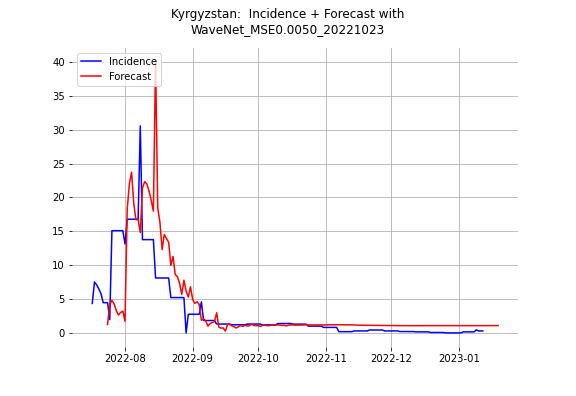 Kyrgyzstan:  Incidence + Forecast with
WaveNet_MSE0.0050_20221023
Incidence
Forecast
40
35
30
25
20
15
10
5
0
2022-08 2022-09 2022-10 2022-11 2022-12 2023-01